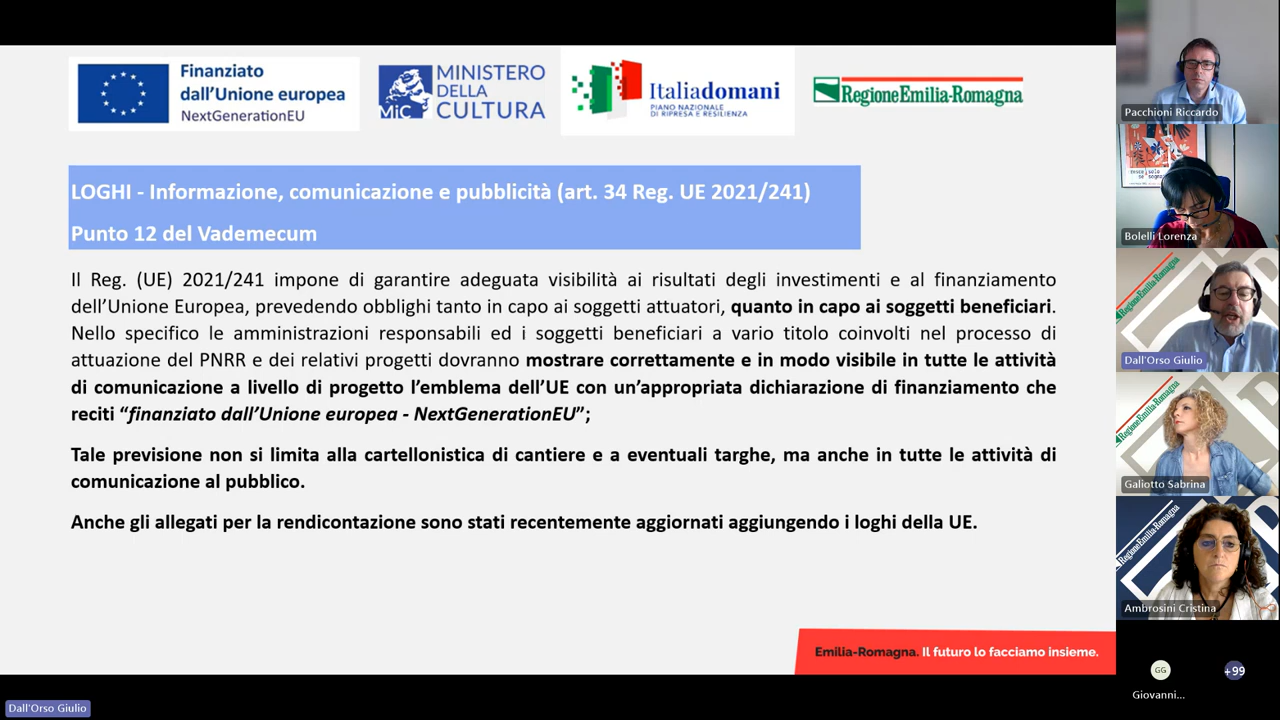 Finanziato
dall'Unione europea
NextGenerationEU
MiC
MINISTERO
DELLA
CULTURA
Italiadomani
PIANO NAZIONALE
DI RIPRESA E RESILIENZA
RegioneEmilia-Romagna
LOGHI - Informazione, comunicazione e pubblicità (art. 34 Reg. UE 2021/241)
Punto 12 del Vademecum
Il Reg. (UE) 2021/241 impone di garantire adeguata visibilità ai risultati degli investimenti e al finanziamento
dell'Unione Europea, prevedendo obblighi tanto in capo ai soggetti attuatori, quanto in capo ai soggetti beneficiari.
Nello specifico le amministrazioni responsabili ed i soggetti beneficiari a vario titolo coinvolti nel processo di
attuazione del PNRR e dei relativi progetti dovranno mostrare correttamente e in modo visibile in tutte le attività
di comunicazione a livello di progetto l'emblema dell'UE con un'appropriata dichiarazione di finanziamento che
reciti “finanziato dall'Unione europea - NextGenerationEU”;
Tale previsione non si limita alla cartellonistica di cantiere e a eventuali targhe, ma anche in tutte le attività di
comunicazione al pubblico.
Anche gli allegati per la rendicontazione sono stati recentemente aggiornati aggiungendo i loghi della UE.
Emilia-Romagna. Il futuro lo facciamo insieme.
Dall'Orso Giulio
Pacchioni Riccardo
Bolelli Lorenza
RegioneEmilia-Romagna
Dall'Orso Giulio
RegioneEmilia-Romagna
Galiotto Sabrina
RegioneEmilia-Romagna
Ambrosini Cristina
GG
+99
Giovanni...